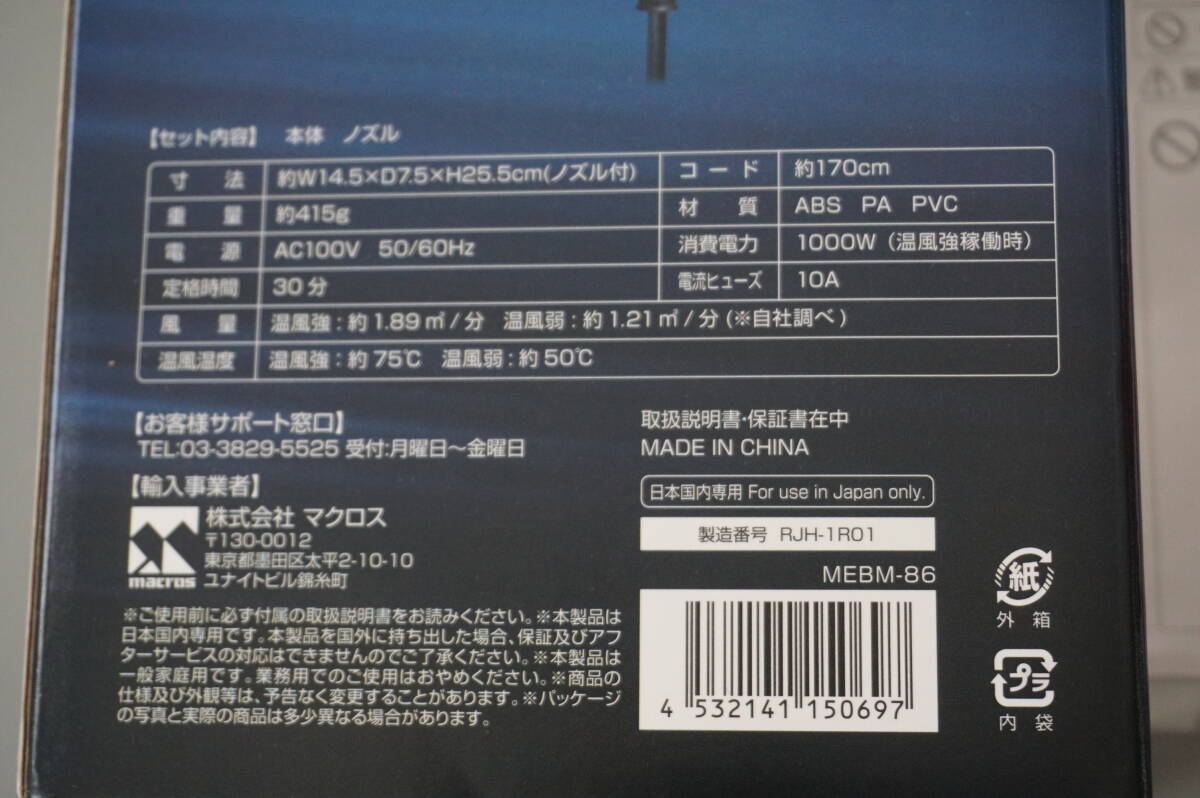 【セット内容】 本体 ノズル
寸法 約W14.5×D7.5×H25.5cm(ノズル付) コード 約170cm
重量 約415g 材質 ABS PA PVC
電源 AC100V 50/60Hz 消費電力 1000W (温風強稼働時)
定格時間 30分 電流ヒューズ 10A
風量 温風強:約1.89㎥/分 温風弱:約1.21㎥/分(※自社調べ)
温風温度 温風強:約75℃ 温風弱:約50℃
【お客様サポート窓口】
TEL:03-3829-5525 受付:月曜日〜金曜日
【輸入事業者】
macros
株式会社 マクロス
〒130-0012
東京都墨田区太平2-10-10
ユナイトビル錦糸町
※ご使用前に必ず付属の取扱説明書をお読みください。※本製品は
日本国内専用です。本製品を国外に持ち出した場合、保証及びアフ
ターサービスの対応はできませんのでご了承ください。※本製品は
一般家庭用です。業務用でのご使用はおやめください。※商品の
仕様及び外観等は、予告なく変更することがあります。※パッケージ
の写真と実際の商品は多少異なる場合があります。
取扱説明書・保証書在中
MADE IN CHINA
日本国内専用 For use in Japan only.
製造番号 RJH-1R01
MEBM-86
4 532141 150697
紙
外箱
プラ
内袋